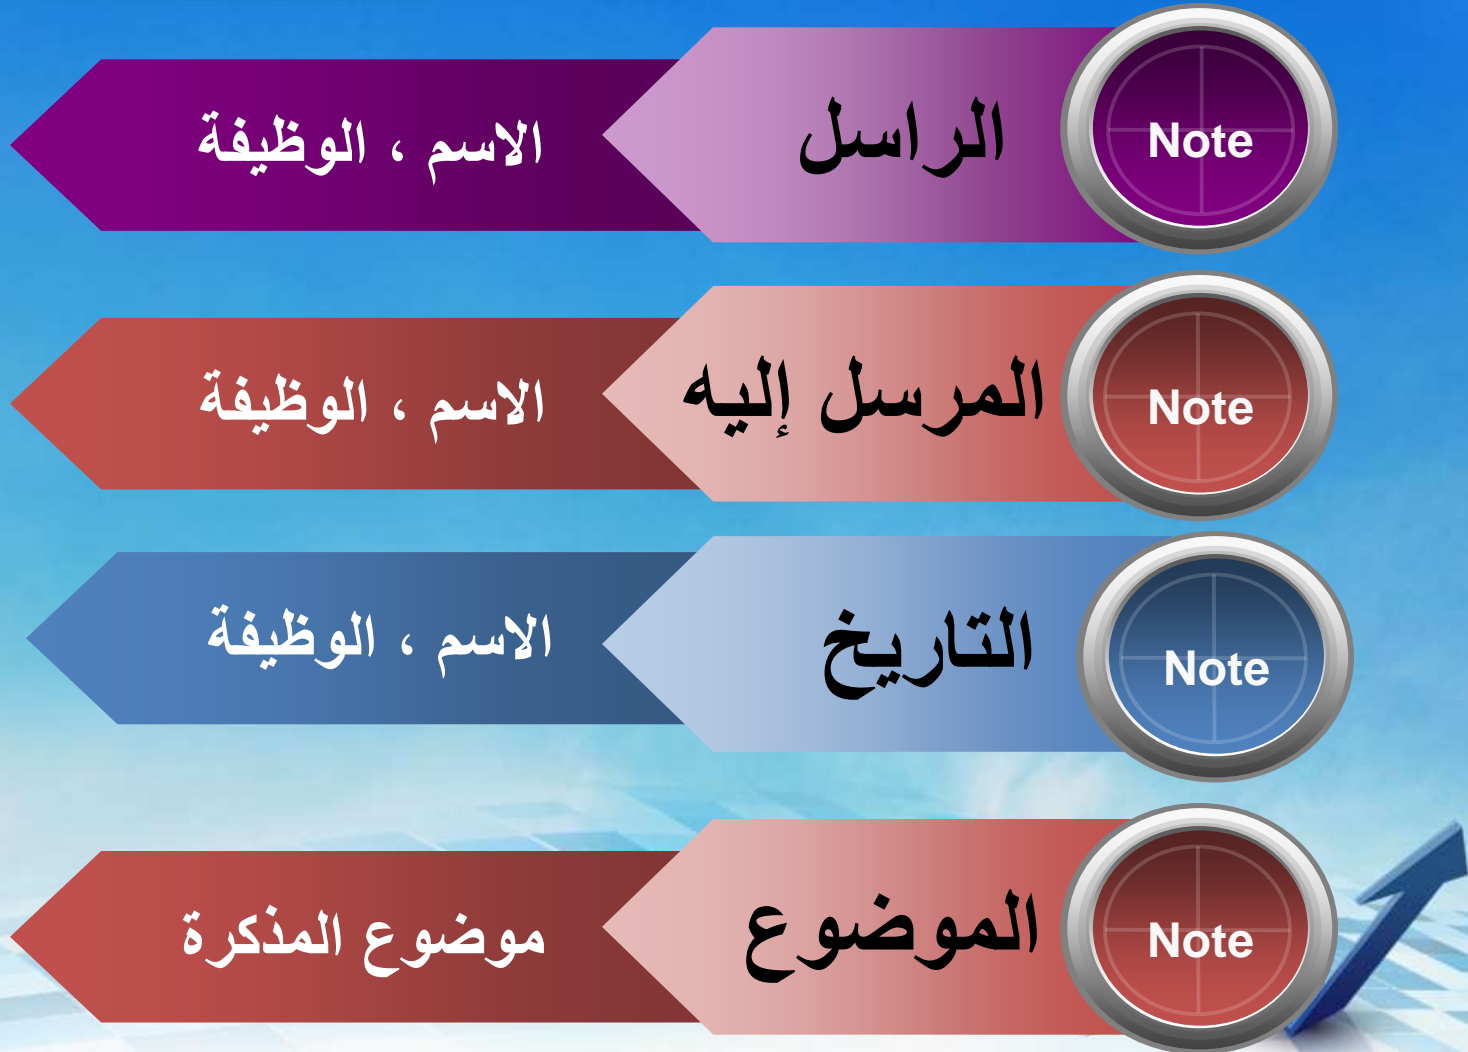 Note
الراسل
الاسم ، الوظيفة
Note
المرسل إليه
الاسم ، الوظيفة
Note
التاريخ
الاسم ، الوظيفة
Note
الموضوع
موضوع المذكرة